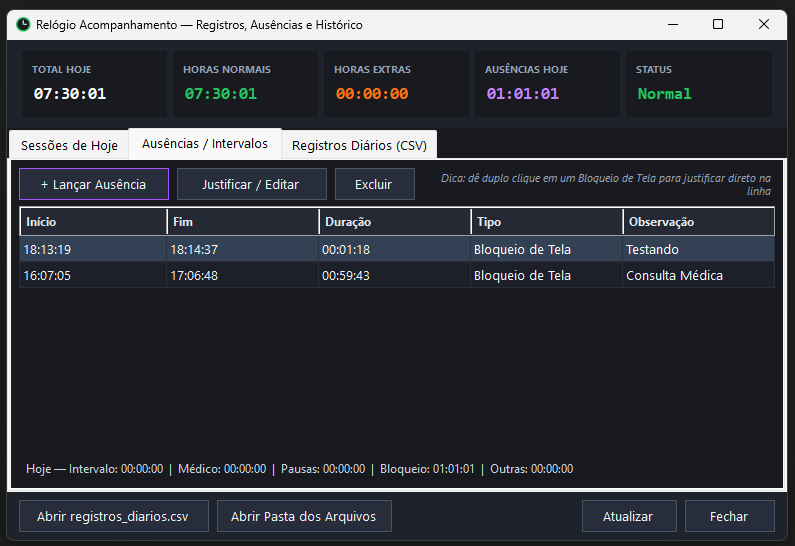 Relógio Acompanhamento — Registros, Ausências e Histórico
TOTAL HOJE
07:30:01
HORAS NORMAIS
07:30:01
HORAS EXTRAS
00:00:00
AUSÊNCIAS HOJE
01:01:01
STATUS
Normal
Sessões de Hoje
Ausências / Intervalos
Registros Diários (CSV)
+ Lançar Ausência
Justificar / Editar
Excluir
Dica: dê duplo clique em um Bloqueio de Tela para justificar direto na
linha
Início Fim Duração Tipo Observação
18:13:19 18:14:37 00:01:18 Bloqueio de Tela Testando
16:07:05 17:06:48 00:59:43 Bloqueio de Tela Consulta Médica
Hoje — Intervalo: 00:00:00 | Médico: 00:00:00 | Pausas: 00:00:00 | Bloqueio: 01:01:01 | Outras: 00:00:00
Abrir registros_diarios.csv
Abrir Pasta dos Arquivos
Atualizar
Fechar